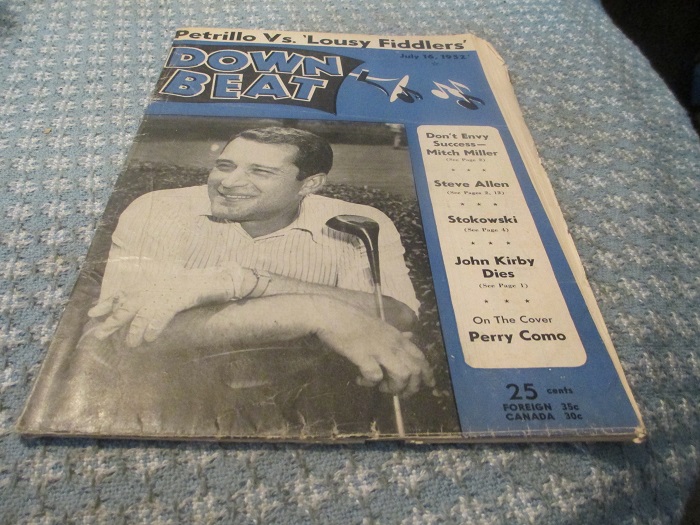 Petrillo Vs. 'Lousy Fiddlers'
DOWN
BEAT
July 16, 1952
Don't Envy
Success—
Mitch Miller
(See Page 2)
* * *
Steve Allen
(See Pages 2, 18)
* * *
Stokowski
(See Page 4)
* * *
John Kirby
Dies
(See Page 1)
* * *
On The Cover
Perry Como
25 cents
FOREIGN 35c
CANADA 30c